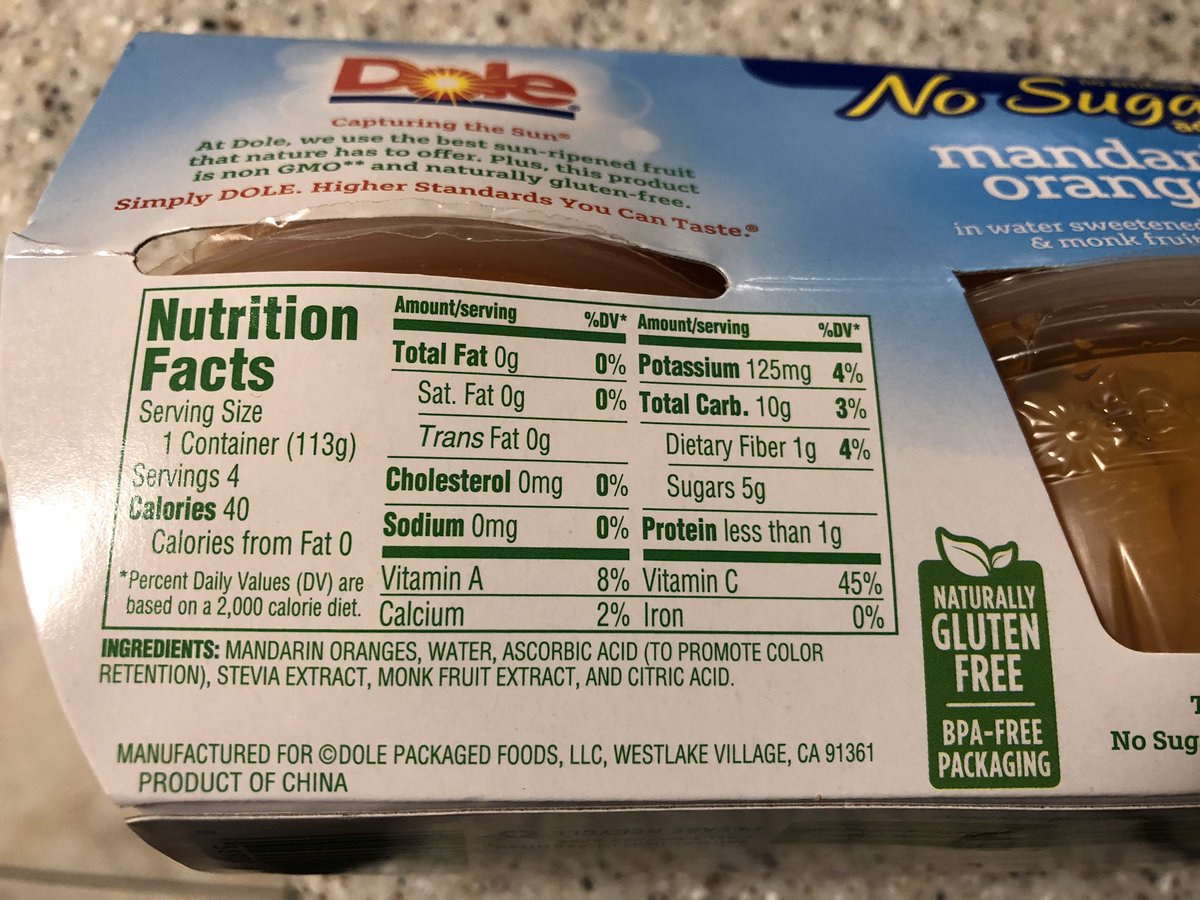 Dole
Capturing the Sun®
At Dole, we use the best sun-ripened fruit
that nature has to offer. Plus, this product
is non GMO** and naturally gluten-free.
Simply DOLE. Higher Standards You Can Taste.®
No
in water
& monk
Nutrition
Facts
Serving Size
1 Container (113g)
Servings 4
Calories 40
Calories from Fat 0
*Percent Daily Values (DV) are
based on a 2,000 calorie diet.
Amount/serving %DV*
Total Fat 0g 0%
Sat. Fat 0g 0%
Trans Fat 0g
Cholesterol 0mg 0%
Sodium 0mg 0%
Amount/serving %DV*
Potassium 125mg 4%
Total Carb. 10g 3%
Dietary Fiber 1g 4%
Sugars 5g
Protein less than 1g
Vitamin A 8% Vitamin C 45%
Calcium 2% Iron 0%
INGREDIENTS: MANDARIN ORANGES, WATER, ASCORBIC ACID (TO PROMOTE COLOR
RETENTION), STEVIA EXTRACT, MONK FRUIT EXTRACT, AND CITRIC ACID.
MANUFACTURED FOR ©DOLE PACKAGED FOODS, LLC, WESTLAKE VILLAGE, CA 91361
PRODUCT OF CHINA
NATURALLY
GLUTEN
FREE
BPA-FREE
PACKAGING
No
PLEASE RECYCLE